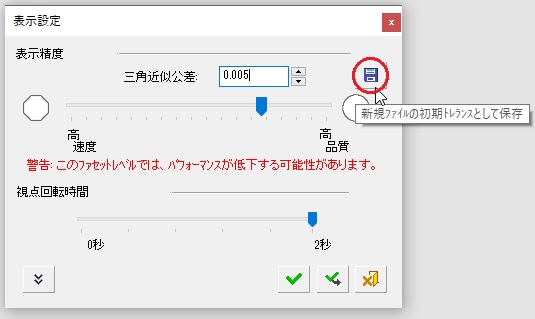 表示設定
表示精度
三角近似公差: 0.005
新規ファイルの初期トレランスとして保存
高速度
高品質
警告: このファセットレベルでは、パフォーマンスが低下する可能性があります。
視点回転時間
0秒
2秒